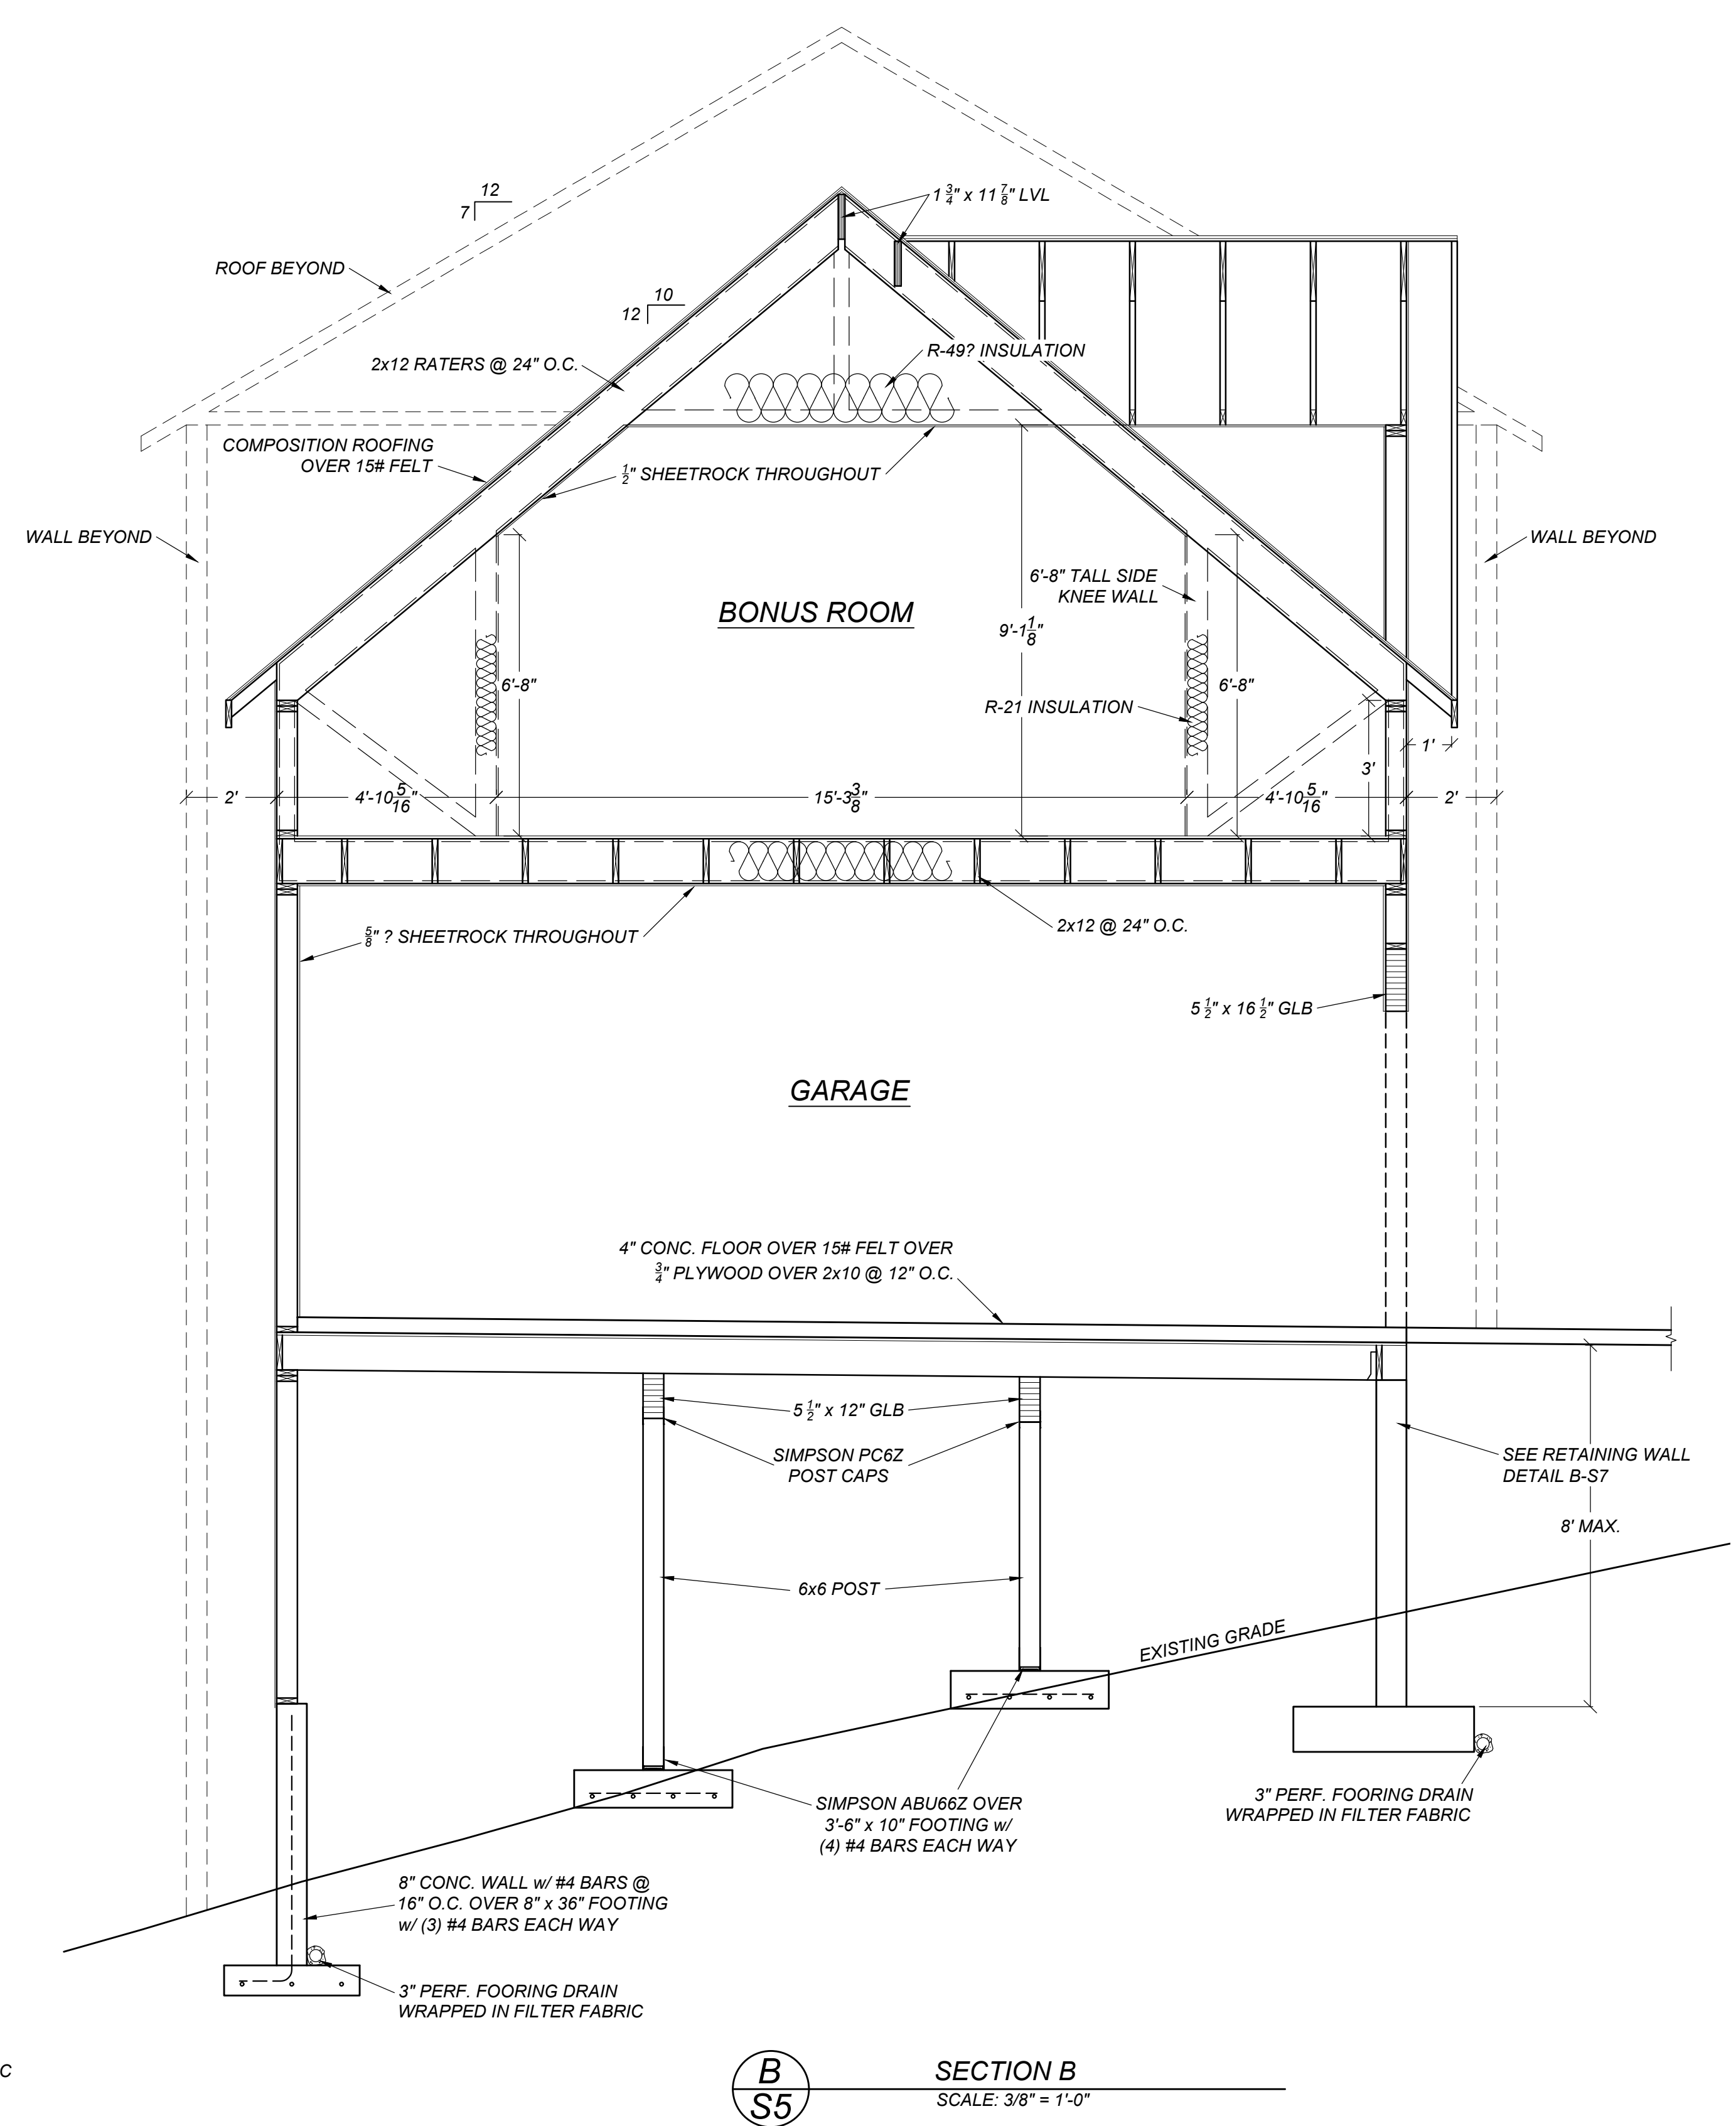 12
7
1 3/4" x 11 7/8" LVL
ROOF BEYOND
10
12
R-49? INSULATION
2x12 RATERS @ 24" O.C.
COMPOSITION ROOFING
OVER 15# FELT
1/2" SHEETROCK THROUGHOUT
WALL BEYOND
WALL BEYOND
6'-8" TALL SIDE
KNEE WALL
BONUS ROOM
9'-1 1/8"
6'-8"
6'-8"
R-21 INSULATION
1'
3'
2'
4'-10 5/16"
15'-3 3/8"
4'-10 5/16"
2'
5/8" ? SHEETROCK THROUGHOUT
2x12 @ 24" O.C.
5 1/2" x 16 1/2" GLB
GARAGE
4" CONC. FLOOR OVER 15# FELT OVER
3/4" PLYWOOD OVER 2x10 @ 12" O.C.
5 1/2" x 12" GLB
SIMPSON PC6Z
POST CAPS
SEE RETAINING WALL
DETAIL B-S7
8' MAX.
6x6 POST
EXISTING GRADE
SIMPSON ABU66Z OVER
3'-6" x 10" FOOTING w/
(4) #4 BARS EACH WAY
3" PERF. FOORING DRAIN
WRAPPED IN FILTER FABRIC
8" CONC. WALL w/ #4 BARS @
16" O.C. OVER 8" x 36" FOOTING
w/ (3) #4 BARS EACH WAY
3" PERF. FOORING DRAIN
WRAPPED IN FILTER FABRIC
C
B
S5
SECTION B
SCALE: 3/8" = 1'-0"